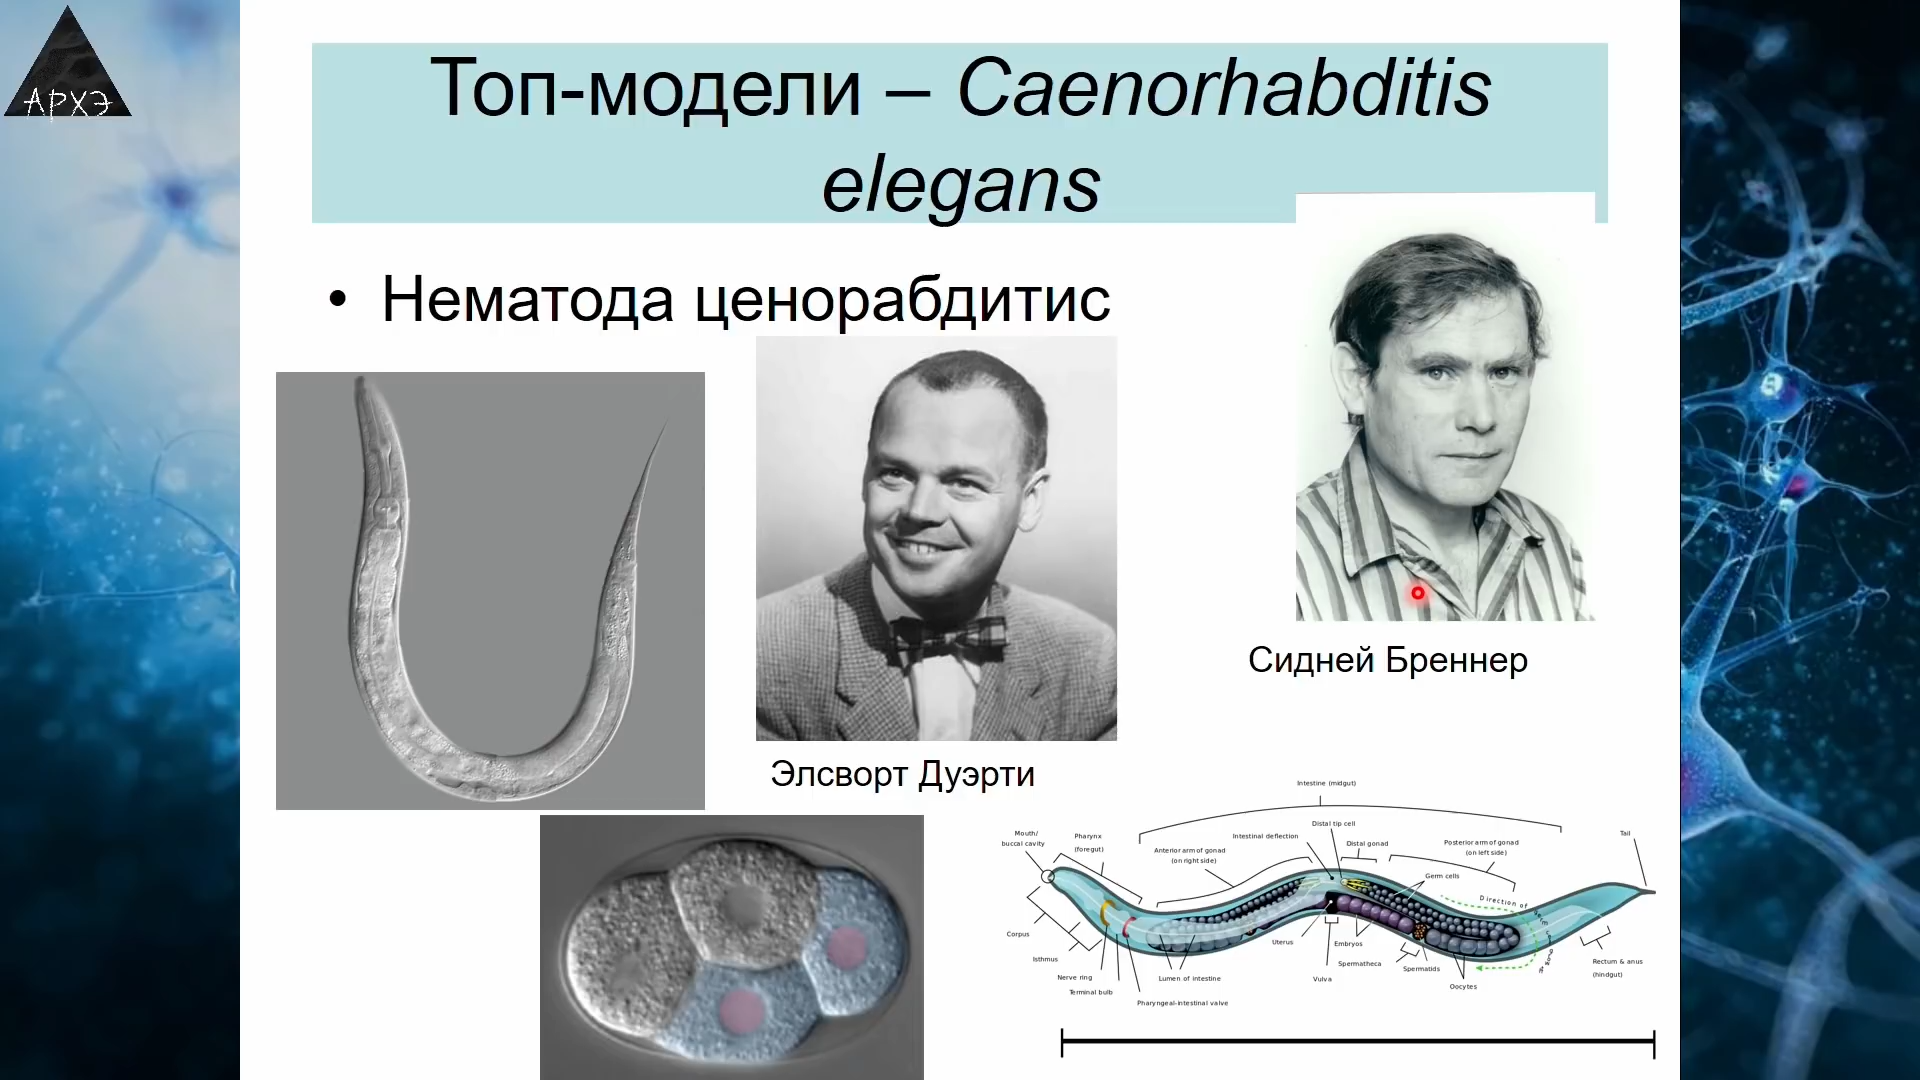 АРХЭ
Топ-модели – Caenorhabditis
elegans
• Нематода ценорабдитис
Элсворт Дуэрти
Сидней Бреннер
Intestine (midgut)
Distal tip cell
Mouth/
buccal cavity
Pharynx
(foregut)
Intestinal deflection
Distal gonad
Tail
Anterior arm of gonad
(on right side)
Posterior arm of gonad
(on left side)
Germ cells
Direction of
Corpus
Isthmus
Nerve ring
Terminal bulb
Pharyngeal-intestinal valve
Lumen of intestine
Uterus
Vulva
Embryos
Spermatheca
Spermatids
Oocytes
Rectum & anus
(hindgut)